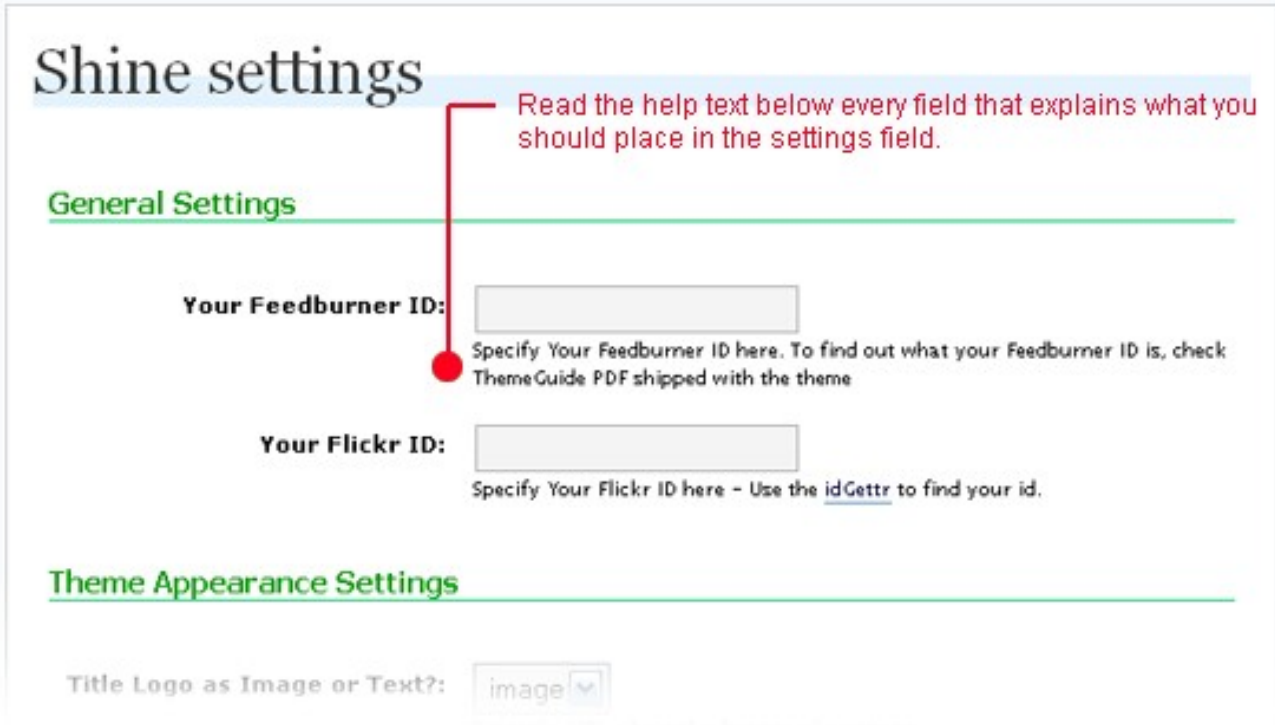 Shine settings
Read the help text below every field that explains what you
should place in the settings field.
General Settings
Your Feedburner ID:
Specify Your Feedburner ID here. To find out what your Feedburner ID is, check
ThemeGuide PDF shipped with the theme
Your Flickr ID:
Specify Your Flickr ID here - Use the idGettr to find your id.
Theme Appearance Settings
Title Logo as Image or Text?: image